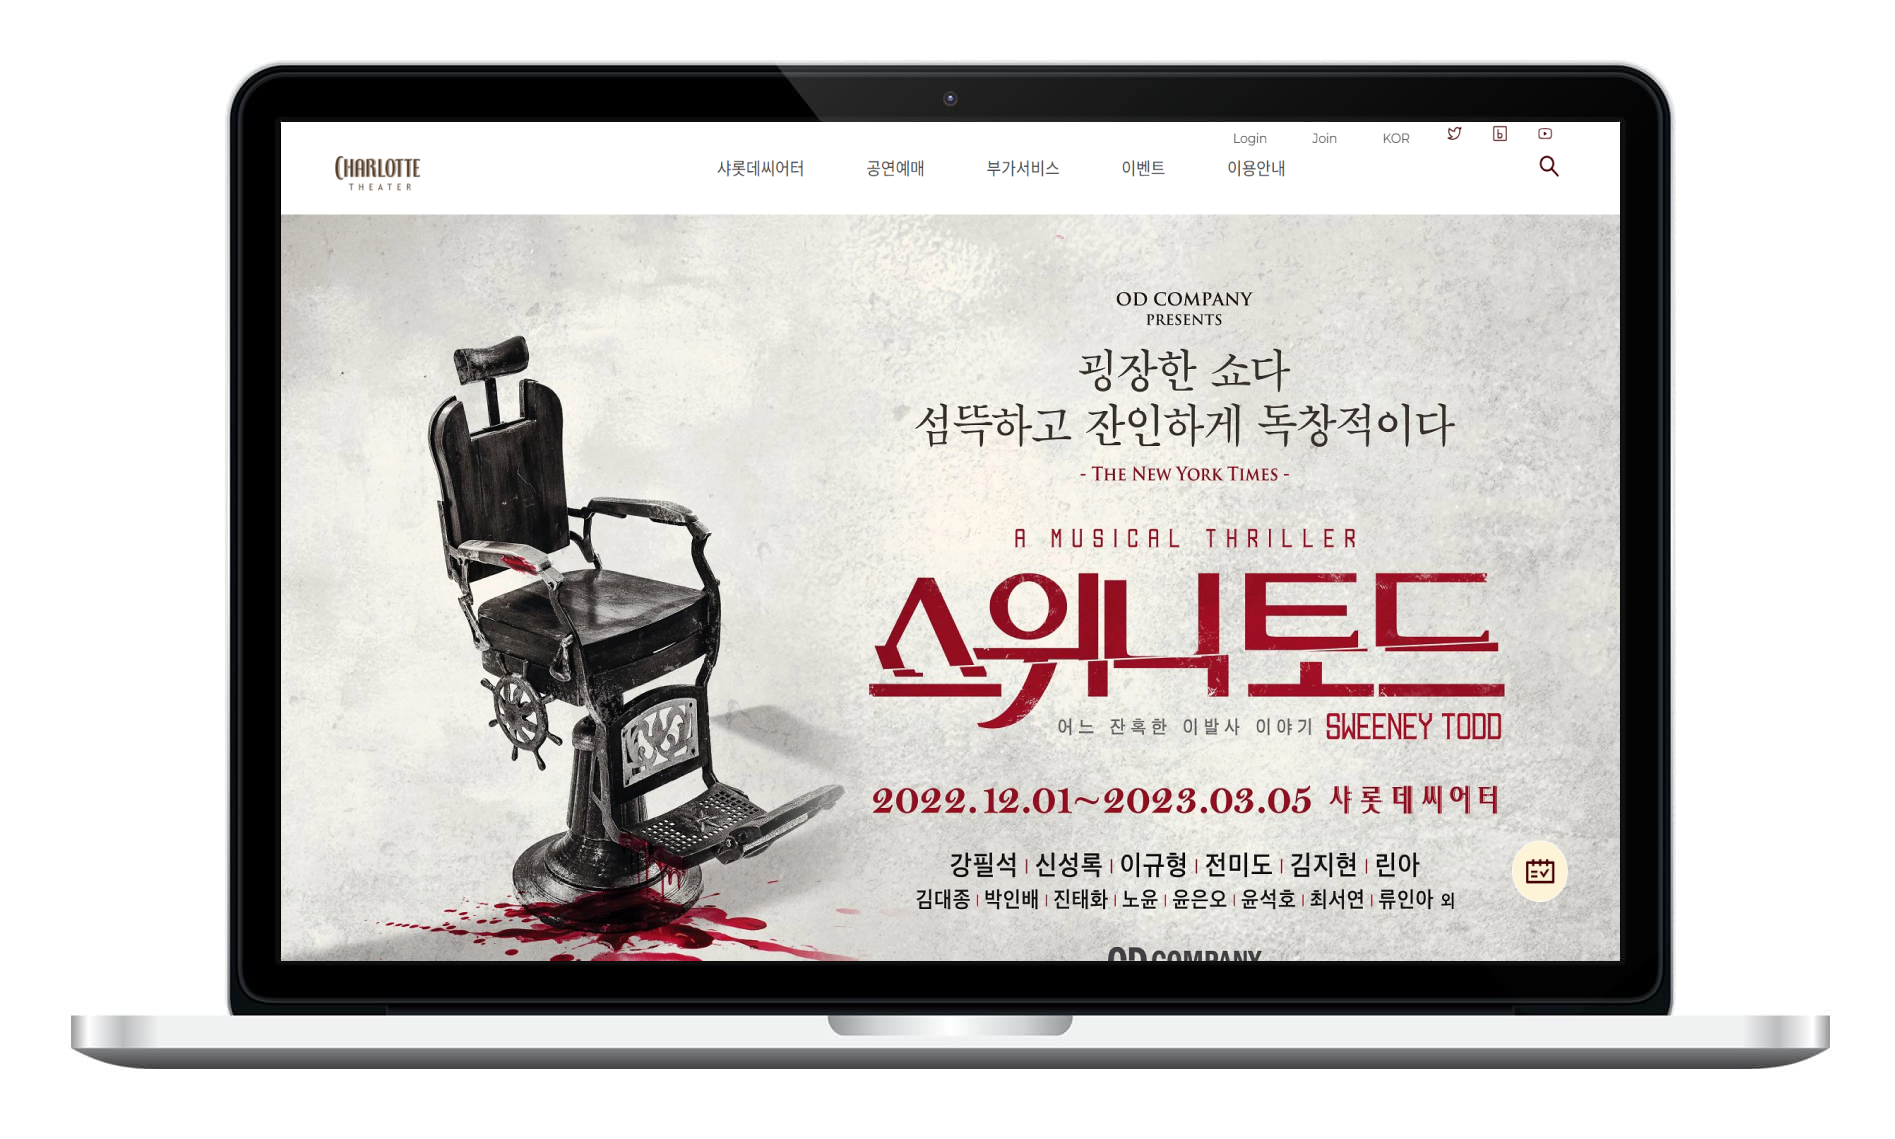 Login Join KOR
CHARLOTTE
THEATER
샤롯데씨어터 공연예매 부가서비스 이벤트 이용안내
OD COMPANY
PRESENTS
굉장한 쇼다
섬뜩하고 잔인하게 독창적이다
- THE NEW YORK TIMES -
A MUSICAL THRILLER
스위니토드
어느 잔혹한 이발사 이야기 SWEENEY TODD
2022.12.01~2023.03.05 샤롯데씨어터
강필석 | 신성록 | 이규형 | 전미도 | 김지현 | 린아
김대종 | 박인배 | 진태화 | 노윤 | 윤은오 | 윤석호 | 최서연 | 류인아 외
OD COMPANY